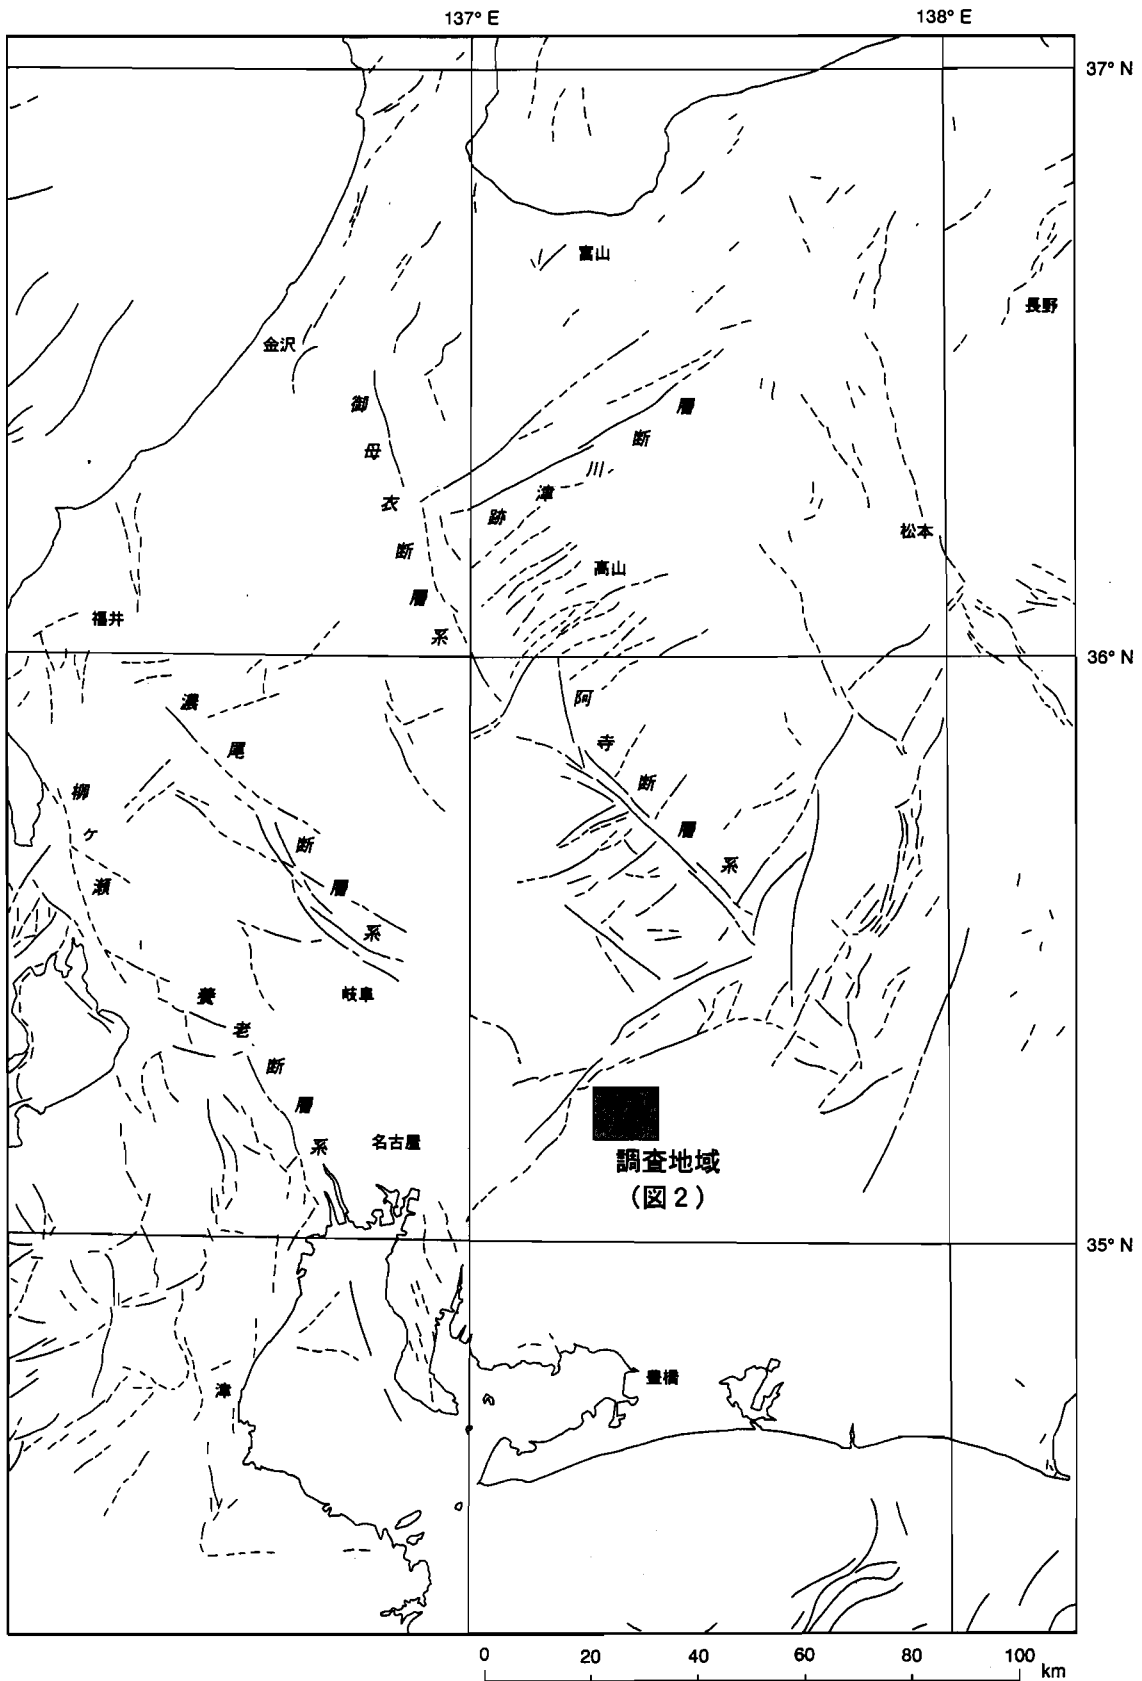 137° E
138° E
37° N
富山
長野
金沢
御母衣断層系
跡津川断層
松本
高山
福井
36° N
濃尾断層系
阿寺断層系
柳ケ瀬
養老断層系
岐阜
名古屋
調査地域
(図2)
35° N
豊橋
津
0 20 40 60 80 100
km